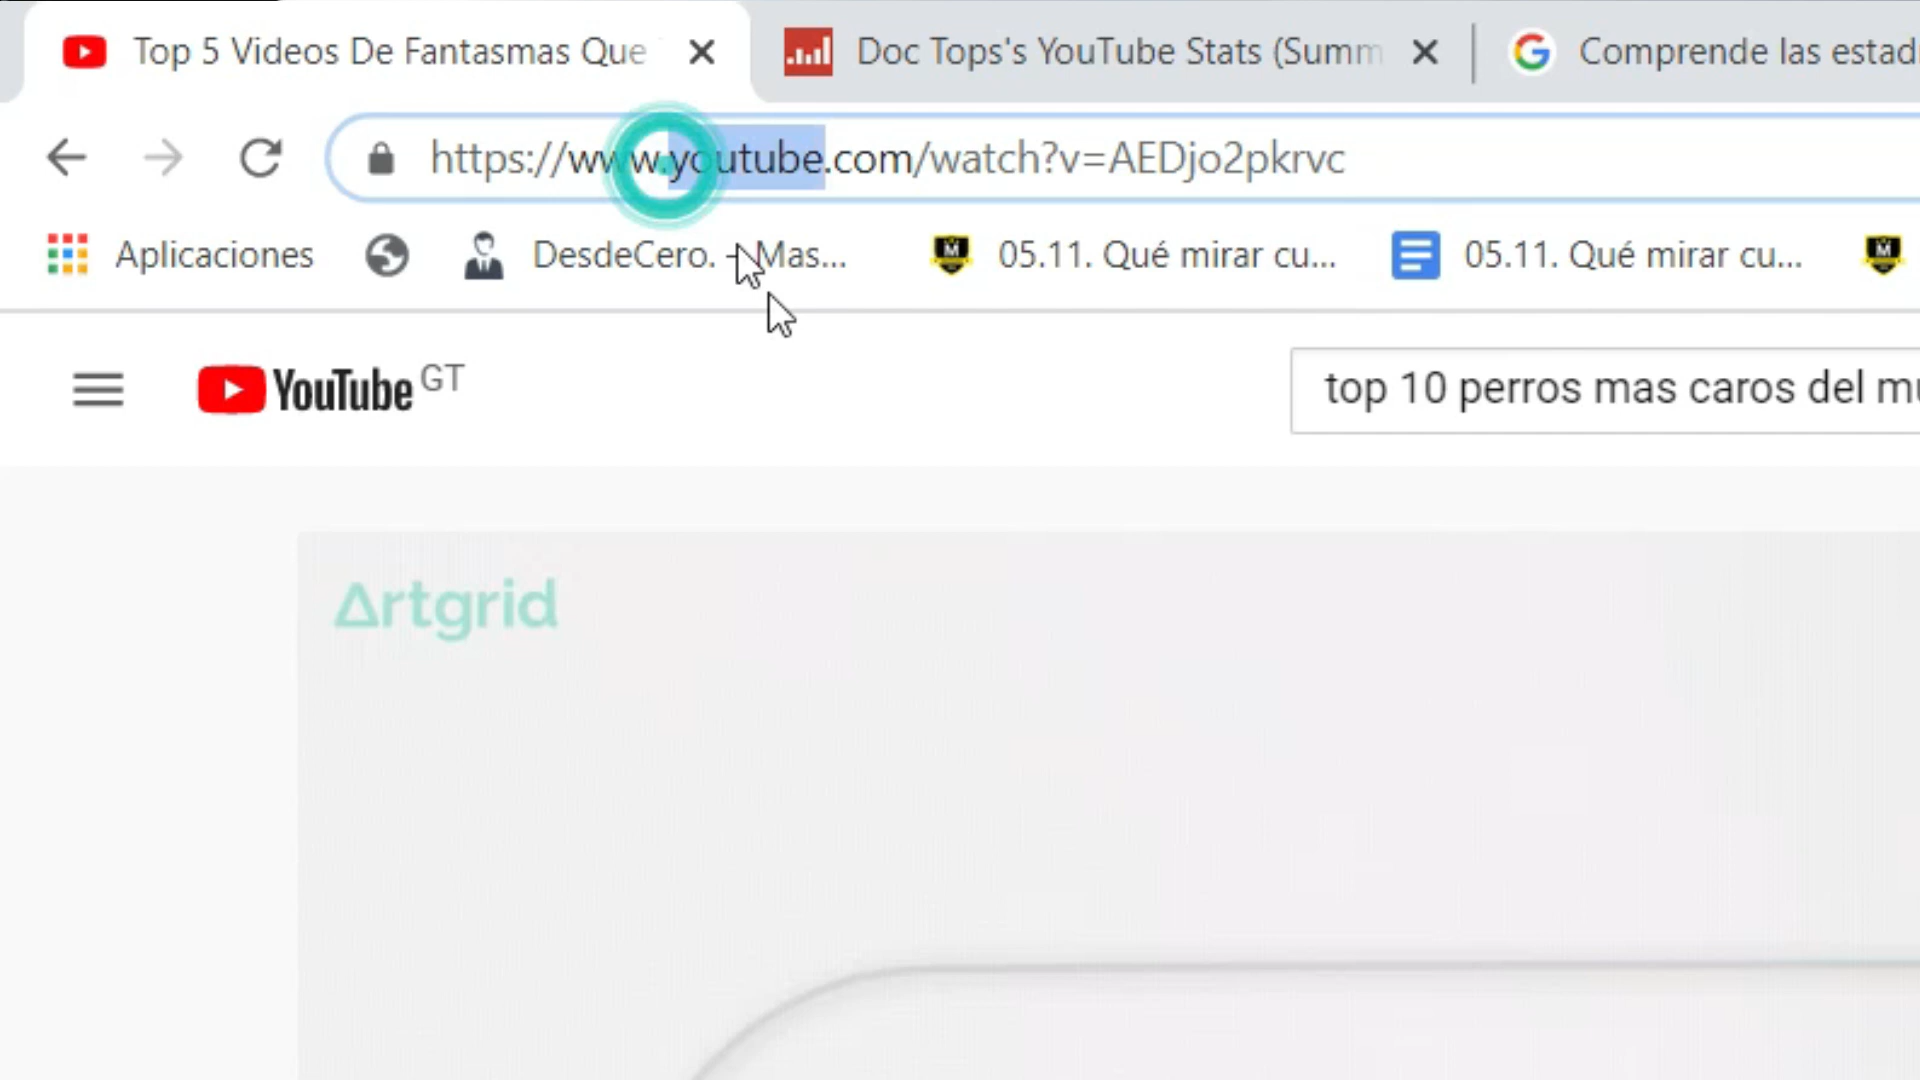 Top 5 Videos De Fantasmas Que
Doc Tops's YouTube Stats (Summ
Comprende las estad
https://www.youtube.com/watch?v=AEDjo2pkrvc
Aplicaciones
DesdeCero. - Mas...
05.11. Qué mirar cu...
05.11. Qué mirar cu...
YouTube GT
top 10 perros mas caros del mu
Artgrid